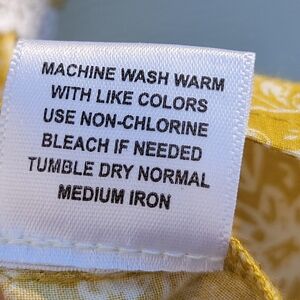 MACHINE WASH WARM
WITH LIKE COLORS
USE NON-CHLORINE
BLEACH IF NEEDED
TUMBLE DRY NORMAL
MEDIUM IRON